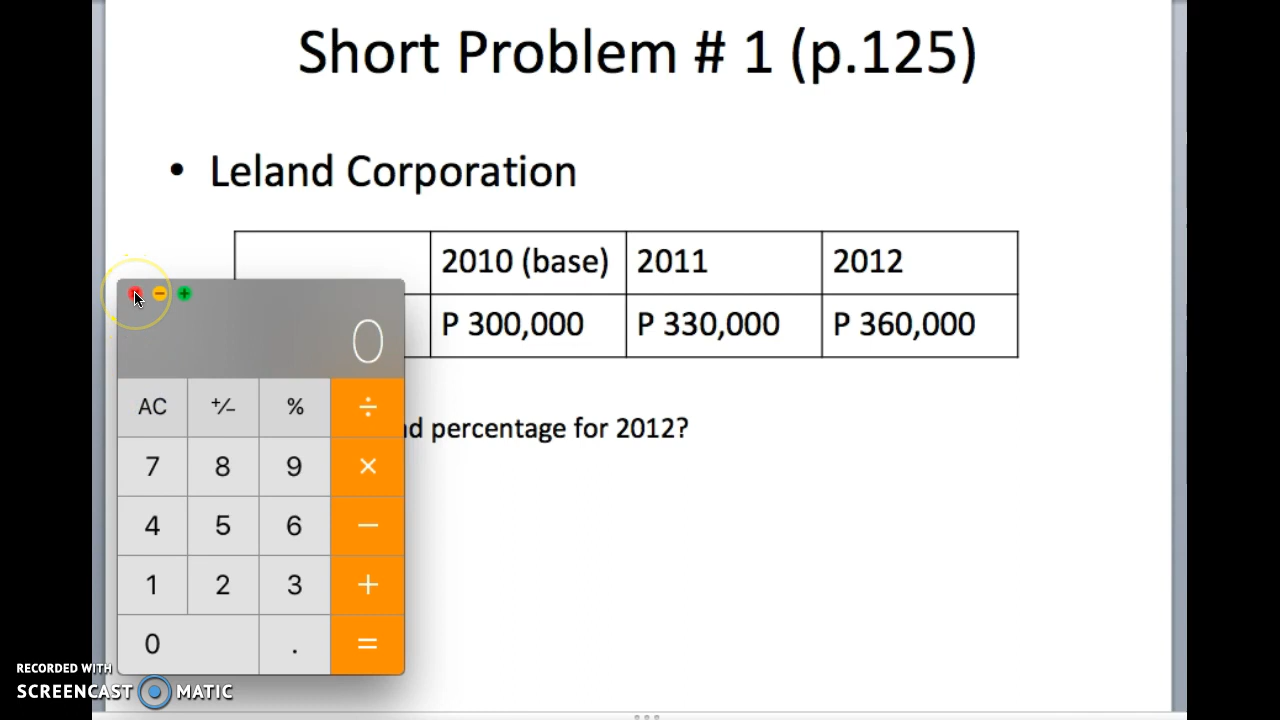 Short Problem # 1 (p.125)
• Leland Corporation
2010 (base) 2011 2012
P 300,000 P 330,000 P 360,000
percentage for 2012?
0
AC +/− % ÷
7 8 9 ×
4 5 6 −
1 2 3 +
0 . =
RECORDED WITH
SCREENCAST MATIC